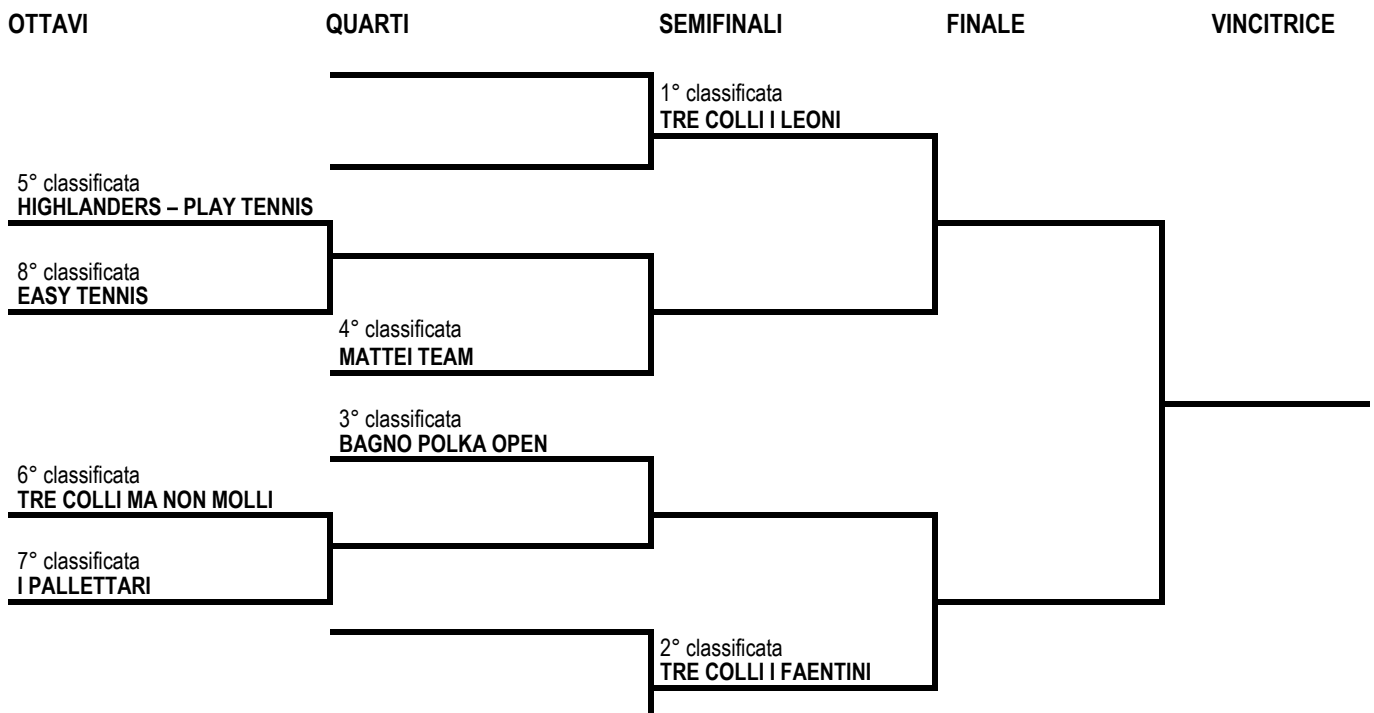 OTTAVI QUARTI SEMIFINALI FINALE VINCITRICE
1° classificata
TRE COLLI I LEONI
5° classificata
HIGHLANDERS – PLAY TENNIS
8° classificata
EASY TENNIS
4° classificata
MATTEI TEAM
3° classificata
BAGNO POLKA OPEN
6° classificata
TRE COLLI MA NON MOLLI
7° classificata
I PALLETTARI
2° classificata
TRE COLLI I FAENTINI